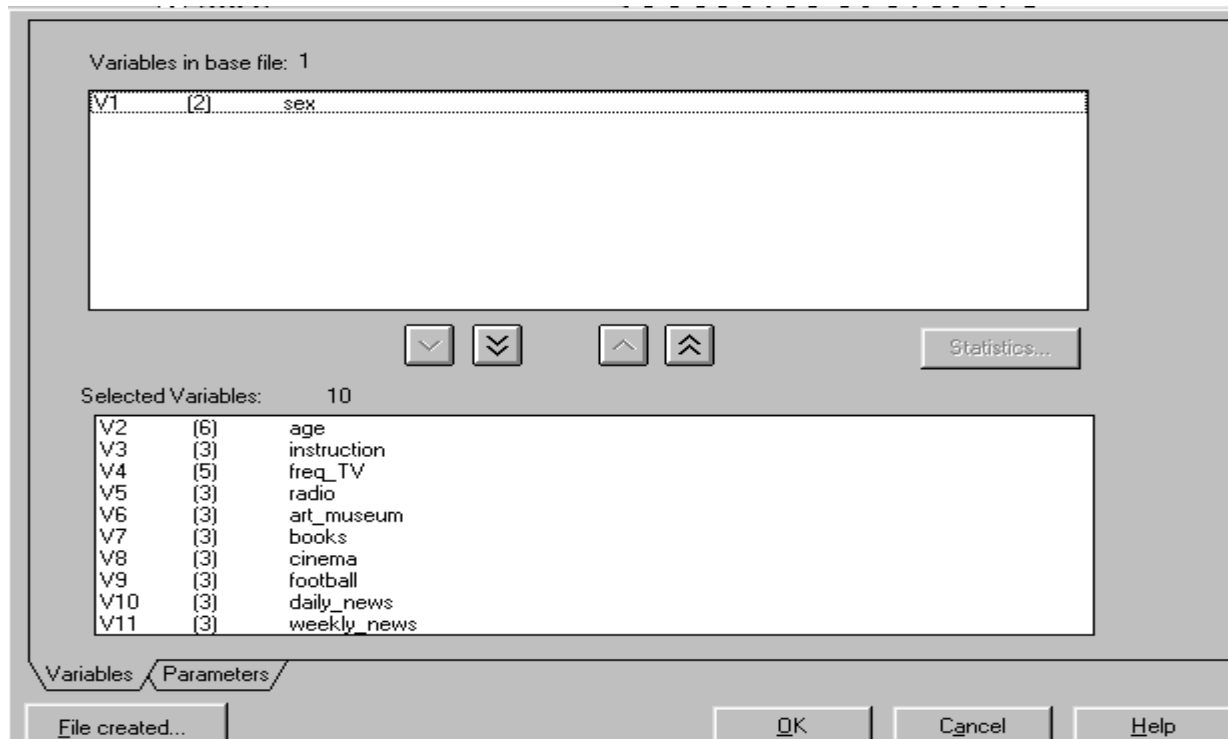 Variables in base file: 1
V1 (2) sex
Statistics...
Selected Variables: 10
V2 (6) age
V3 (3) instruction
V4 (5) freq_TV
V5 (3) radio
V6 (3) art_museum
V7 (3) books
V8 (3) cinema
V9 (3) football
V10 (3) daily_news
V11 (3) weekly_news
Variables Parameters
File created... OK Cancel Help